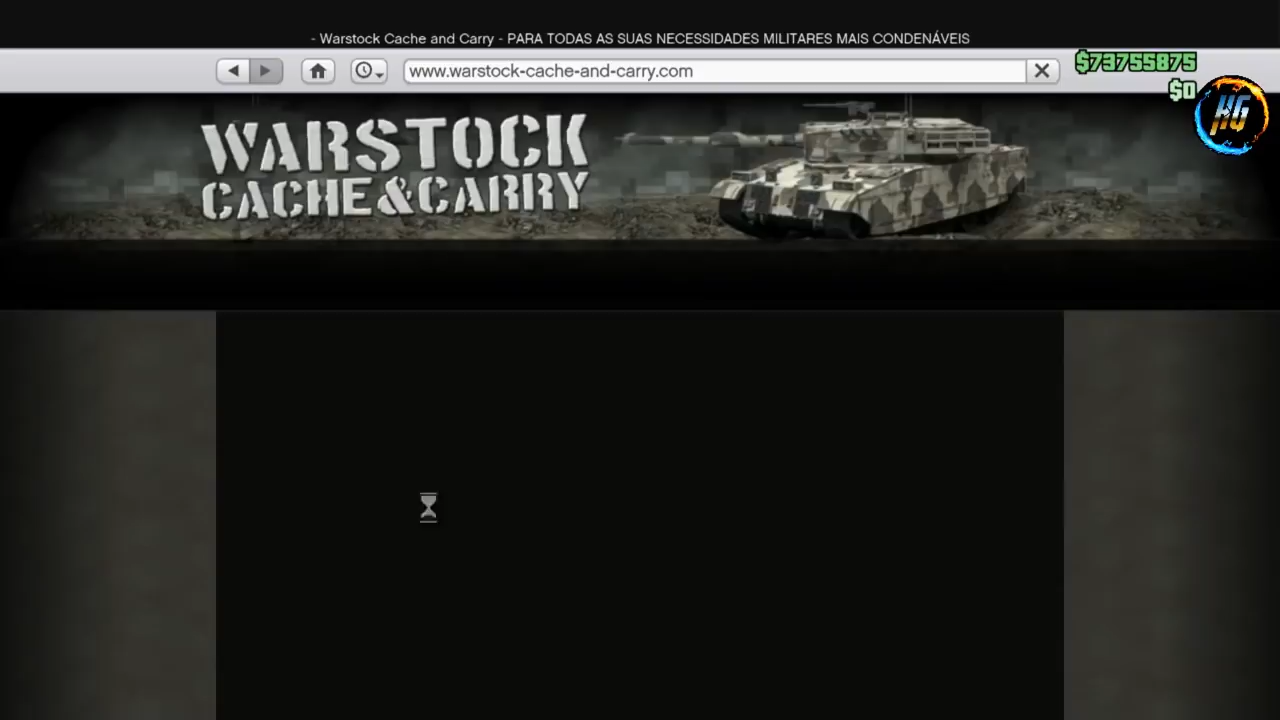 - Warstock Cache and Carry - PARA TODAS AS SUAS NECESSIDADES MILITARES MAIS CONDENÁVEIS
www.warstock-cache-and-carry.com
$73755875
$0
HG
WARSTOCK
CACHE&CARRY